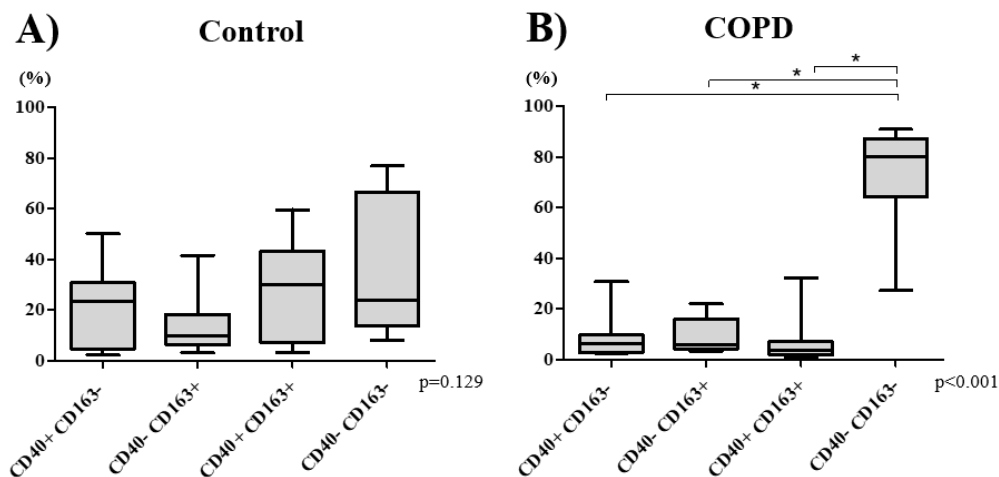 A) Control
(%)
100
80
60
40
20
0
p=0.129
CD40+ CD163-
CD40- CD163+
CD40+ CD163+
CD40- CD163-
B) COPD
(%)
* 
*
*
100
80
60
40
20
0
p<0.001
CD40+ CD163-
CD40- CD163+
CD40+ CD163+
CD40- CD163-